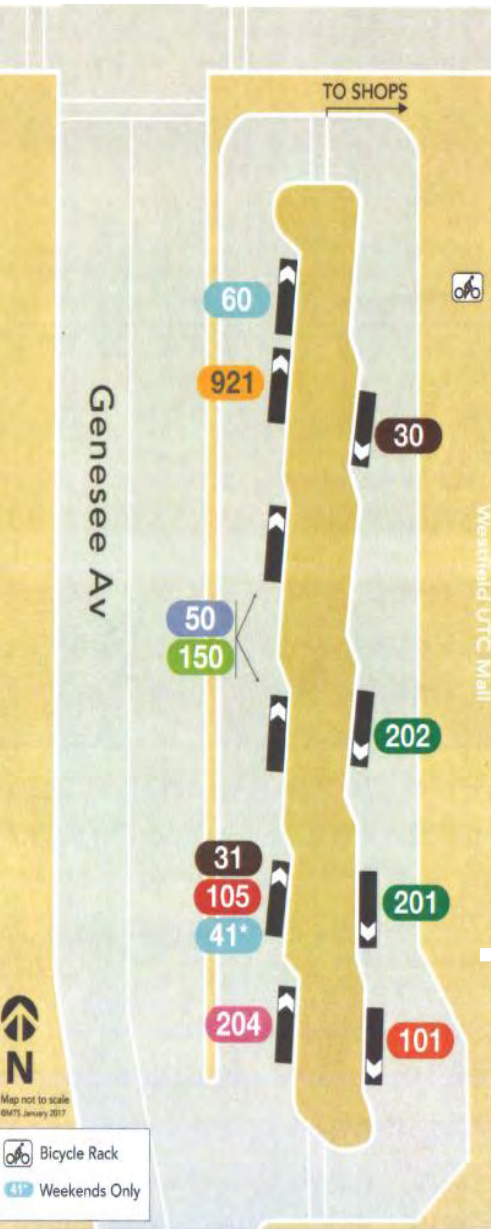 TO SHOPS
60
921
30
Genesee Av
Westfield UTC Mall
50
150
202
31
105
41*
201
204
101
N
Map not to scale
©MTS January 2017
Bicycle Rack
41* Weekends Only